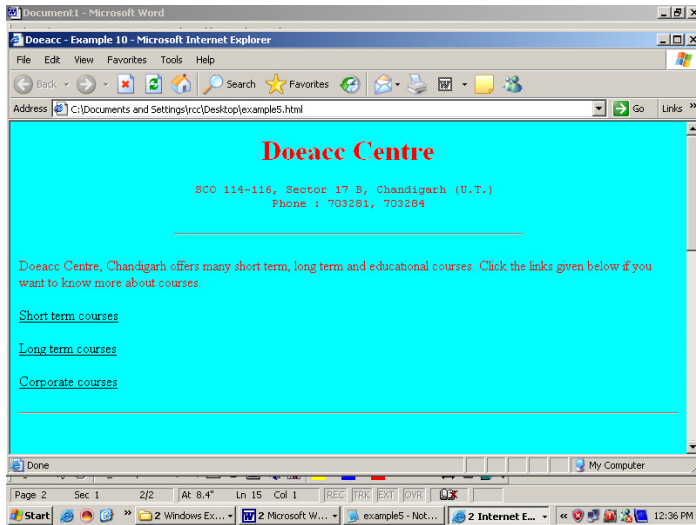 Document1 - Microsoft Word
Doeacc - Example 10 - Microsoft Internet Explorer
File Edit View Favorites Tools Help
Back Search Favorites
Address C:\Documents and Settings\rcc\Desktop\example5.html Go Links »
Doeacc Centre
SCO 114-116, Sector 17 B, Chandigarh (U.T.)
Phone : 703281, 703284
Doeacc Centre, Chandigarh offers many short term, long term and educational courses. Click the links given below if you
want to know more about courses.
Short term courses
Long term courses
Corporate courses
Done My Computer
Page 2 Sec 1 2/2 At 8.4" Ln 15 Col 1 REC TRK EXT OVR
Start » 2 Windows Ex... 2 Microsoft W... example5 - Not... 2 Internet E... « 12:36 PM